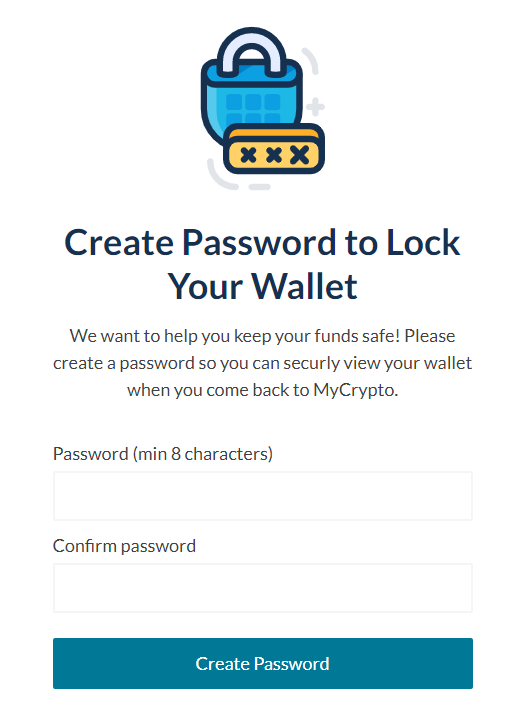 Create Password to Lock
Your Wallet
We want to help you keep your funds safe! Please
create a password so you can securly view your wallet
when you come back to MyCrypto.
Password (min 8 characters)
Confirm password
Create Password